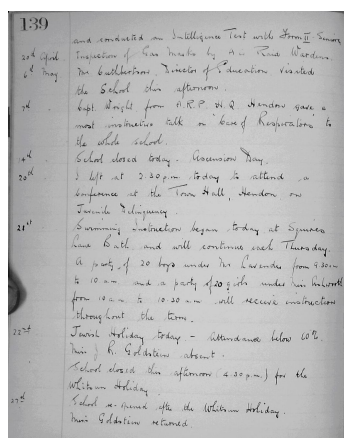 139
and conducted an Intelligence Test with Form II Seniors
22nd April Inspection of Gas Masks by Air Raid Wardens.
6th May Mr Cuthbertson, Director of Education visited
the School this afternoon.
7th Capt. Wright from A.R.P. H.Q. Hendon gave a
most instructive talk on "Care of Respirators" to
the whole school.
School closed today - Ascension Day.
20th I left at 2.30 p.m. today to attend a
Conference at the Town Hall, Hendon on
Juvenile Delinquency.
21st Swimming Instruction began today at Squires
Lane Bath and will continue each Thursday.
A party of 20 boys under Mr Lavender from 9.30 a.m.
to 10 a.m. and a party of 20 girls under Miss
from 10 a.m. to 10.30 a.m. will receive instruction
throughout the term.
22nd Jewish Holiday today - Attendance below 60%.
Miss J. R. Goldstein absent.
School closed this afternoon (4.30 p.m.) for the
Whitsun Holiday.
27th School re-opened after the Whitsun Holiday.
Miss Goldstein returned.